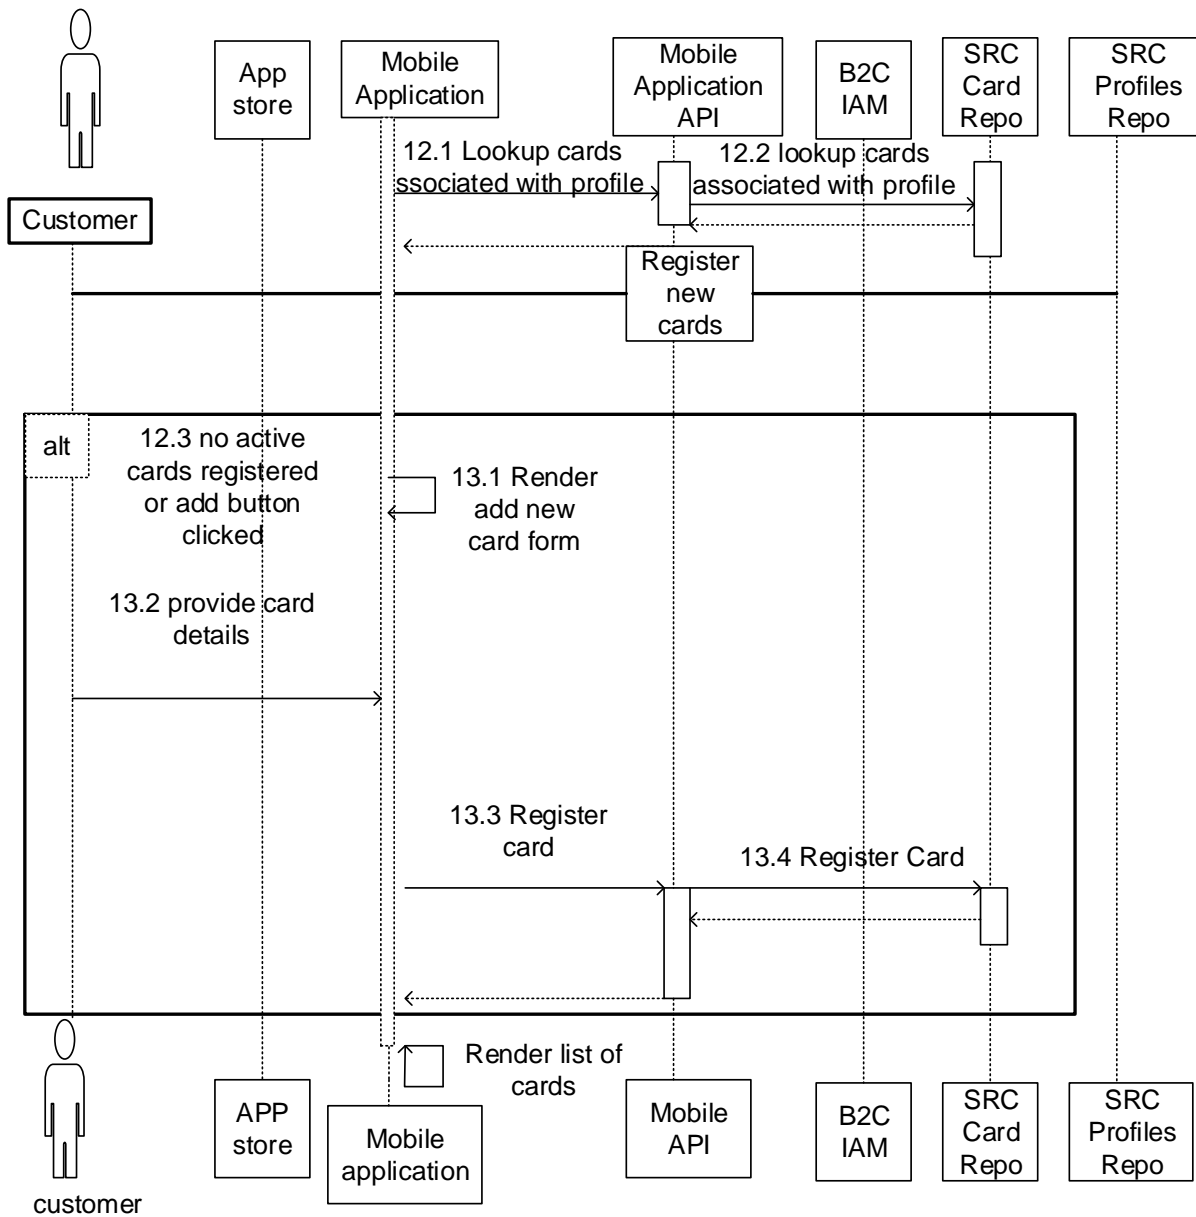 App
store
Mobile
Application
Mobile
Application
API
B2C
IAM
SRC
Card
Repo
SRC
Profiles
Repo
Customer
12.1 Lookup cards
ssociated with profile
12.2 lookup cards
associated with profile
Register
new
cards
alt
12.3 no active
cards registered
or add button
clicked
13.1 Render
add new
card form
13.2 provide card
details
13.3 Register
card
13.4 Register Card
Render list of
cards
customer
APP
store
Mobile
application
Mobile
API
B2C
IAM
SRC
Card
Repo
SRC
Profiles
Repo